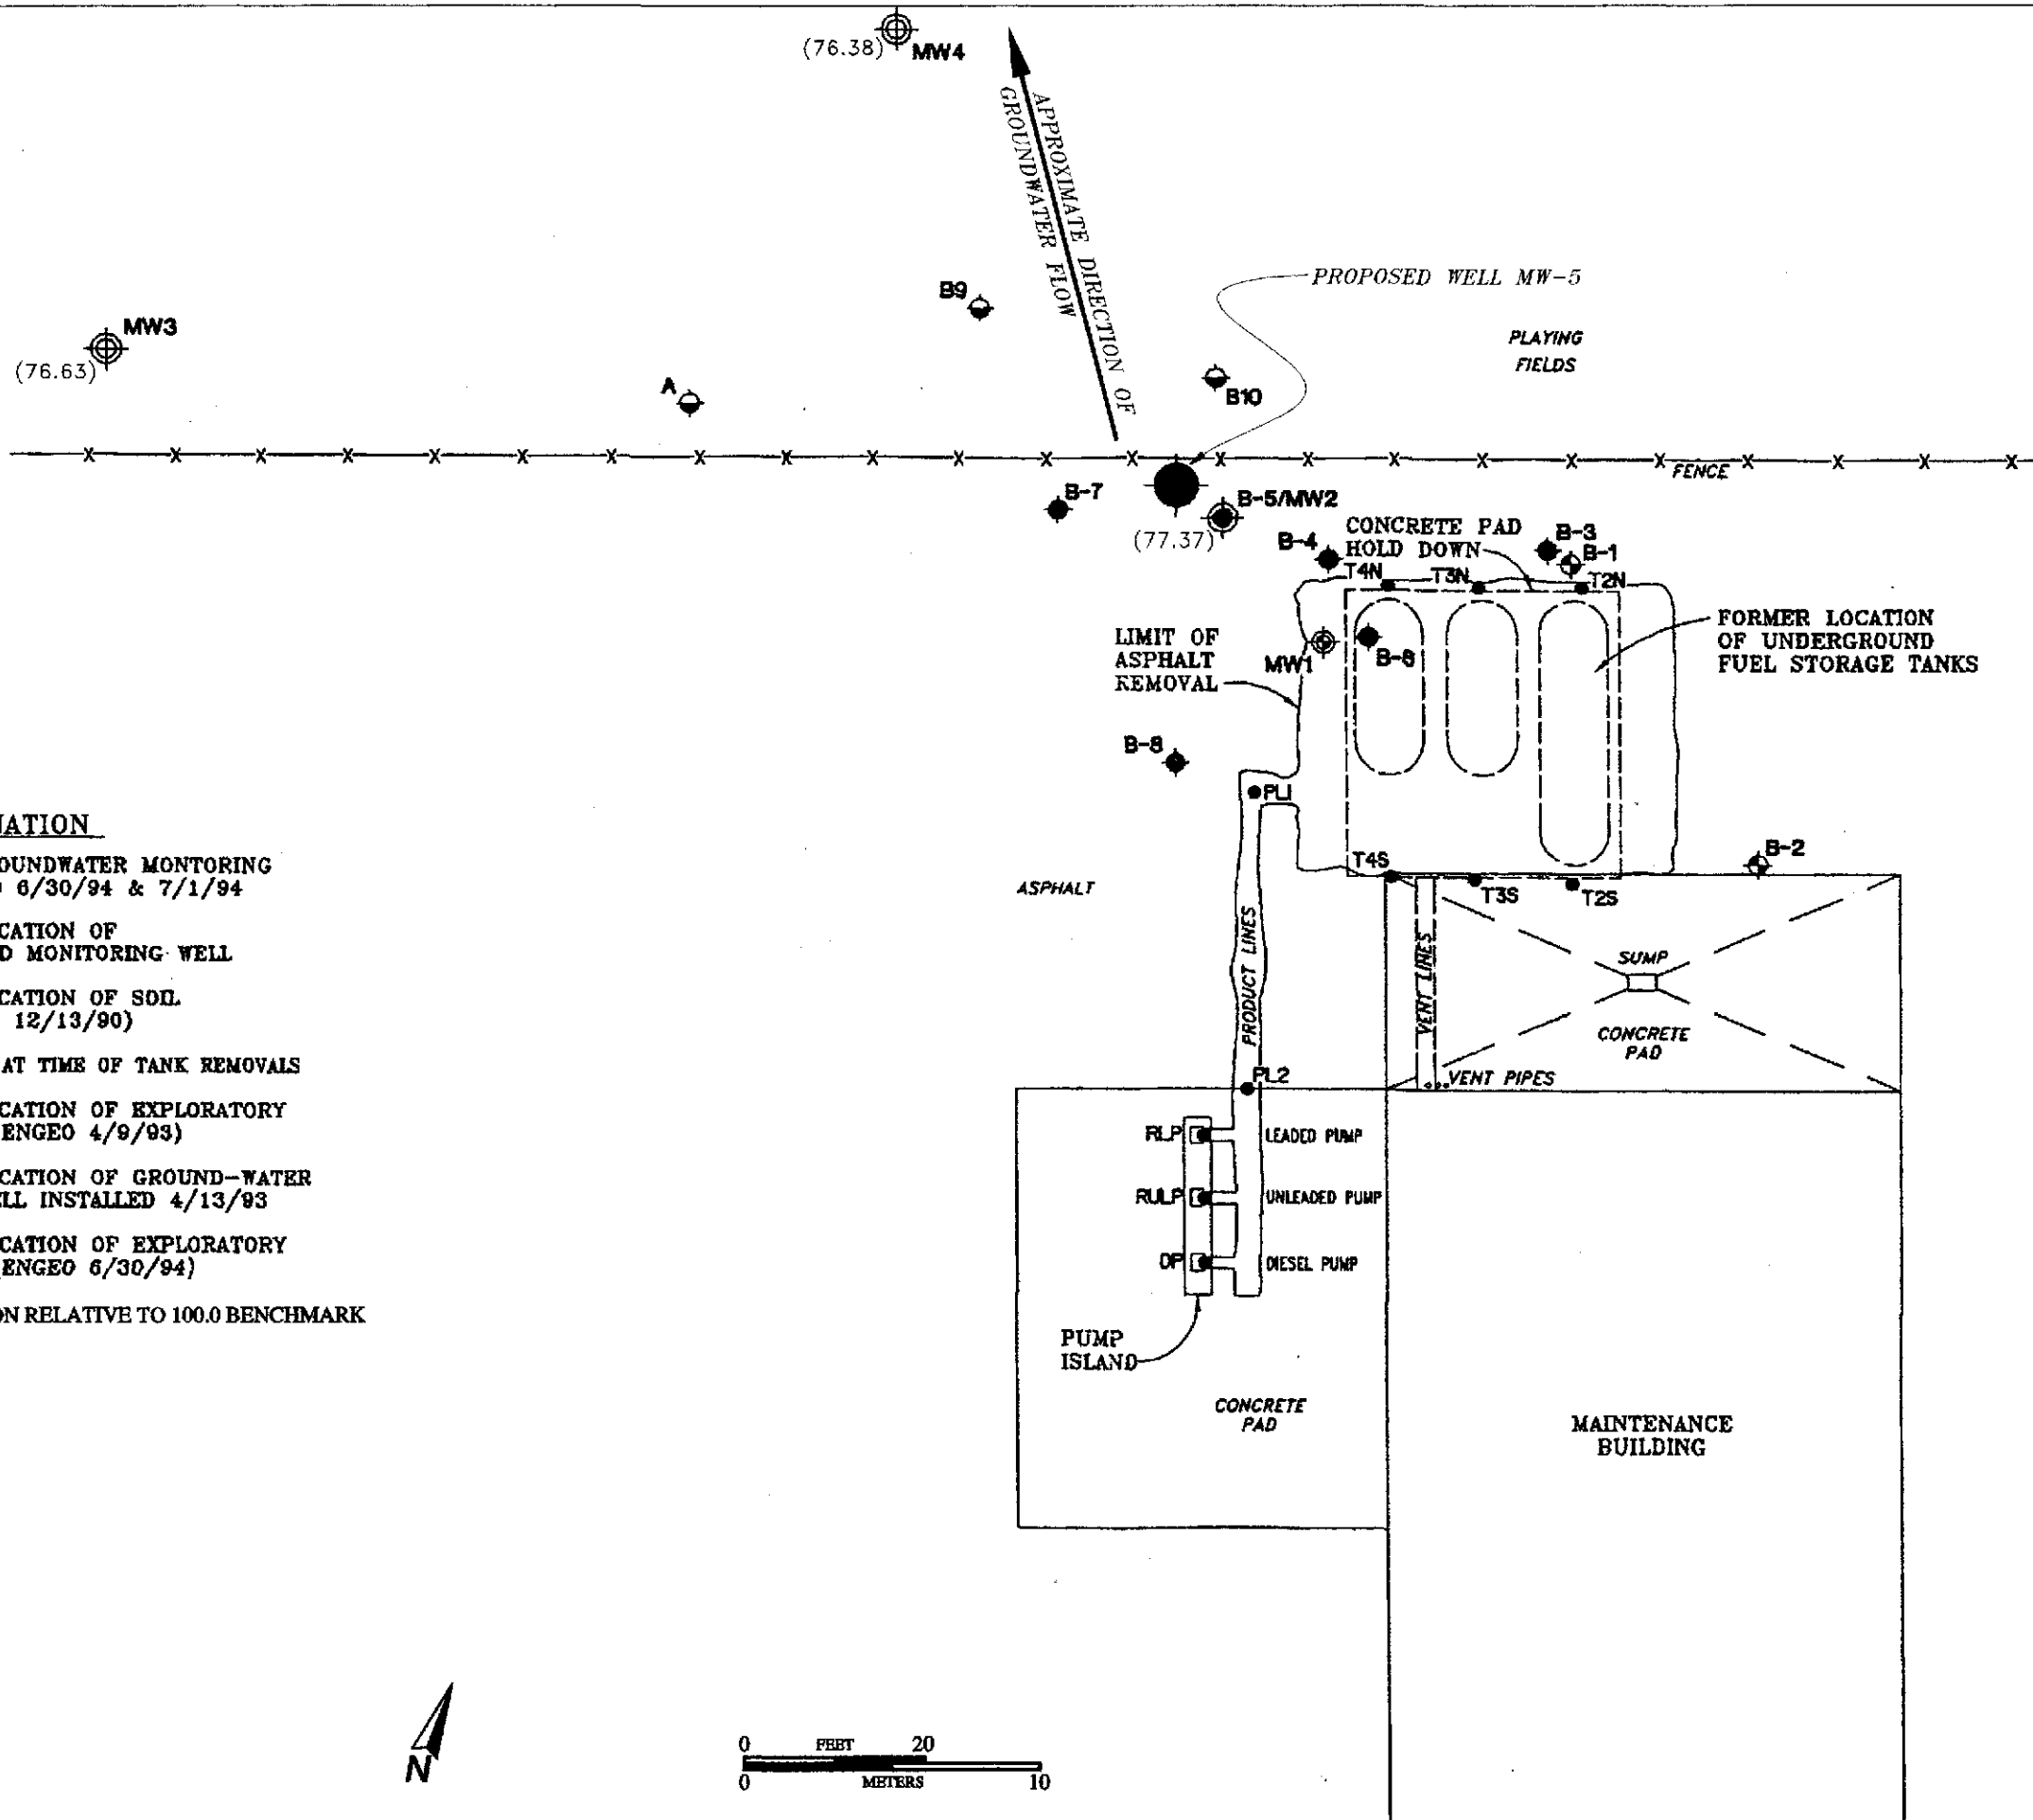 (76.38)
MW4
APPROXIMATE DIRECTION OF
GROUNDWATER FLOW
PROPOSED WELL MW-5
B9
MW3
(76.63)
PLAYING
FIELDS
A
B10
FENCE
B-7
B-5/MW2
(77.37)
CONCRETE PAD
HOLD DOWN
B-4
B-3
B-1
T4N
T3N
T2N
LIMIT OF
ASPHALT
REMOVAL
MW1
B-6
FORMER LOCATION
OF UNDERGROUND
FUEL STORAGE TANKS
B-8
PL1
NATION
OUNDWATER MONTORING
6/30/94 & 7/1/94
CATION OF
D MONITORING WELL
CATION OF SOIL
12/13/90)
AT TIME OF TANK REMOVALS
CATION OF EXPLORATORY
ENGEO 4/9/93)
CATION OF GROUND-WATER
ELL INSTALLED 4/13/93
CATION OF EXPLORATORY
ENGEO 6/30/94)
ON RELATIVE TO 100.0 BENCHMARK
ASPHALT
T4S
T3S
T2S
B-2
PRODUCT LINES
VENT LINES
SUMP
CONCRETE
PAD
PL2
VENT PIPES
RLP
LEADED PUMP
RULP
UNLEADED PUMP
DP
DIESEL PUMP
PUMP
ISLAND
CONCRETE
PAD
MAINTENANCE
BUILDING
N
0 FEET 20
0 METERS 10